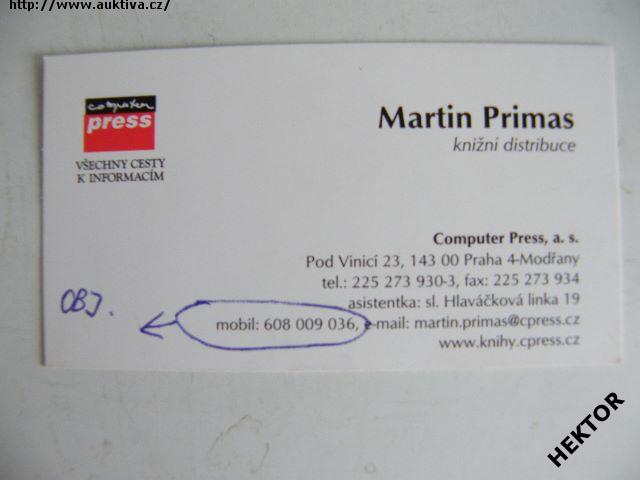 http://www.auktiva.cz/
computer
press
VŠECHNY CESTY
K INFORMACÍM
Martin Primas
knižní distribuce
Computer Press, a. s.
Pod Vinicí 23, 143 00 Praha 4-Modřany
tel.: 225 273 930-3, fax: 225 273 934
asistentka: sl. Hlaváčková linka 19
mobil: 608 009 036, e-mail: martin.primas@cpress.cz
www.knihy.cpress.cz
OBJ.
HEKTOR